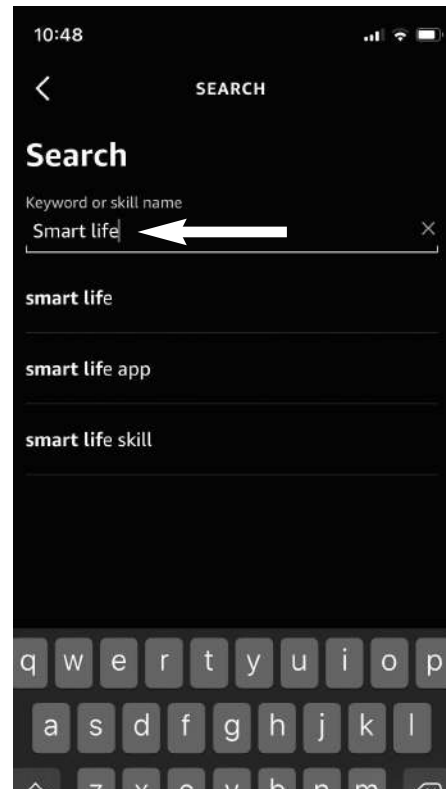 10:48
SEARCH
Search
Keyword or skill name
Smart life
smart life
smart life app
smart life skill
q w e r t y u i o p
a s d f g h j k l
z x c v b n m